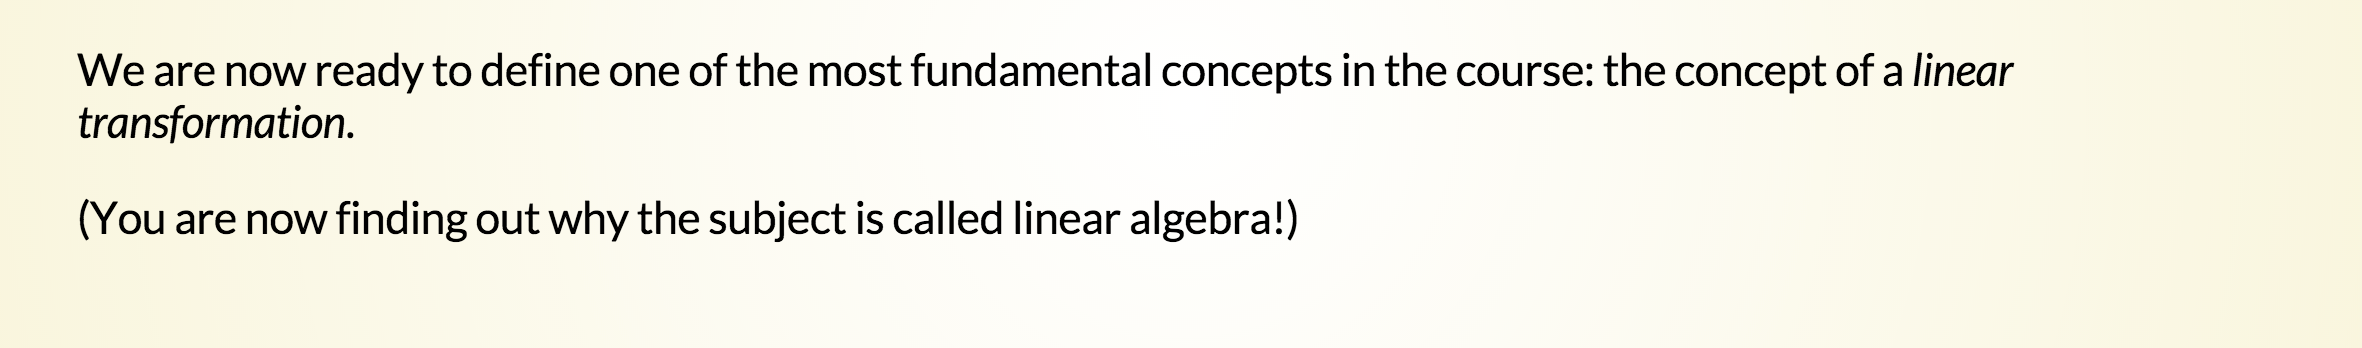 We are now ready to define one of the most fundamental concepts in the course: the concept of a linear
transformation.
(You are now finding out why the subject is called linear algebra!)